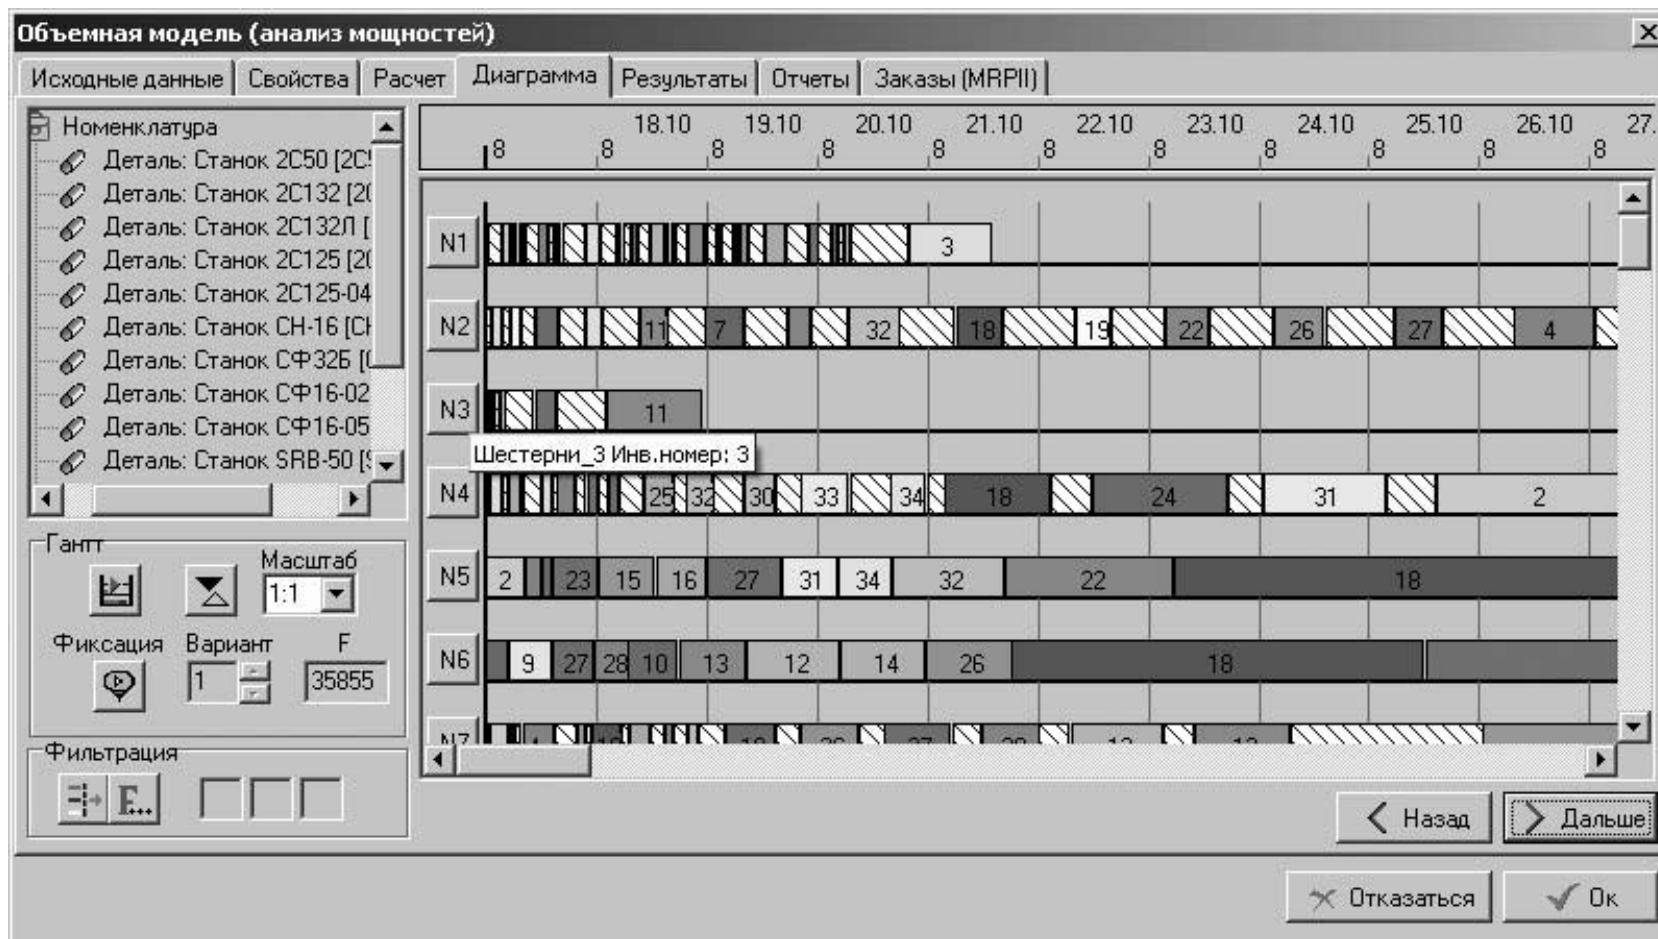 Объемная модель (анализ мощностей)
Исходные данные Свойства Расчет Диаграмма Результаты Отчеты Заказы (MRPII)
Номенклатура
Деталь: Станок 2С50 [2С
Деталь: Станок 2С132 [2
Деталь: Станок 2С132Л [
Деталь: Станок 2С125 [2
Деталь: Станок 2С125-04
Деталь: Станок СН-16 [С
Деталь: Станок СФ32Б [
Деталь: Станок СФ16-02
Деталь: Станок СФ16-05
Деталь: Станок SRB-50 [
18.10 19.10 20.10 21.10 22.10 23.10 24.10 25.10 26.10 27.
8 8 8 8 8 8 8 8 8 8 8
N1 3
N2 11 7 32 18 19 22 26 27 4
N3 11
Шестерни_3 Инв.номер: 3
N4 25 32 30 33 34 18 24 31 2
N5 2 23 15 16 27 31 34 32 22 18
N6 9 27 28 10 13 12 14 26 18
N7
Гантт
Масштаб
1:1
Фиксация Вариант F
1 35855
Фильтрация
F...
Назад Дальше
Отказаться Ок